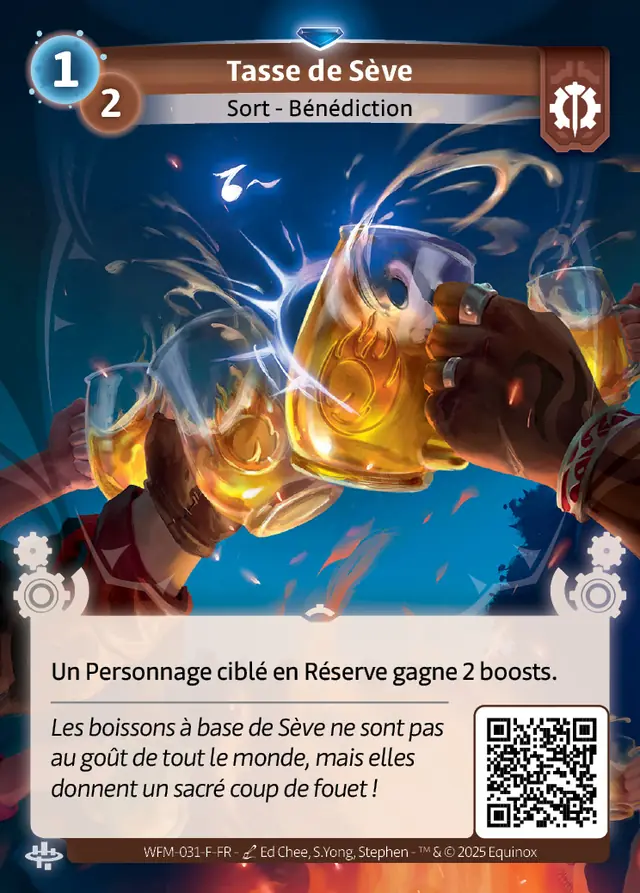 1
Tasse de Sève
2
Sort - Bénédiction
Un Personnage ciblé en Réserve gagne 2 boosts.
Les boissons à base de Sève ne sont pas
au goût de tout le monde, mais elles
donnent un sacré coup de fouet !
WFM-031-F-FR - Ed Chee, S.Yong, Stephen - ™ & © 2025 Equinox